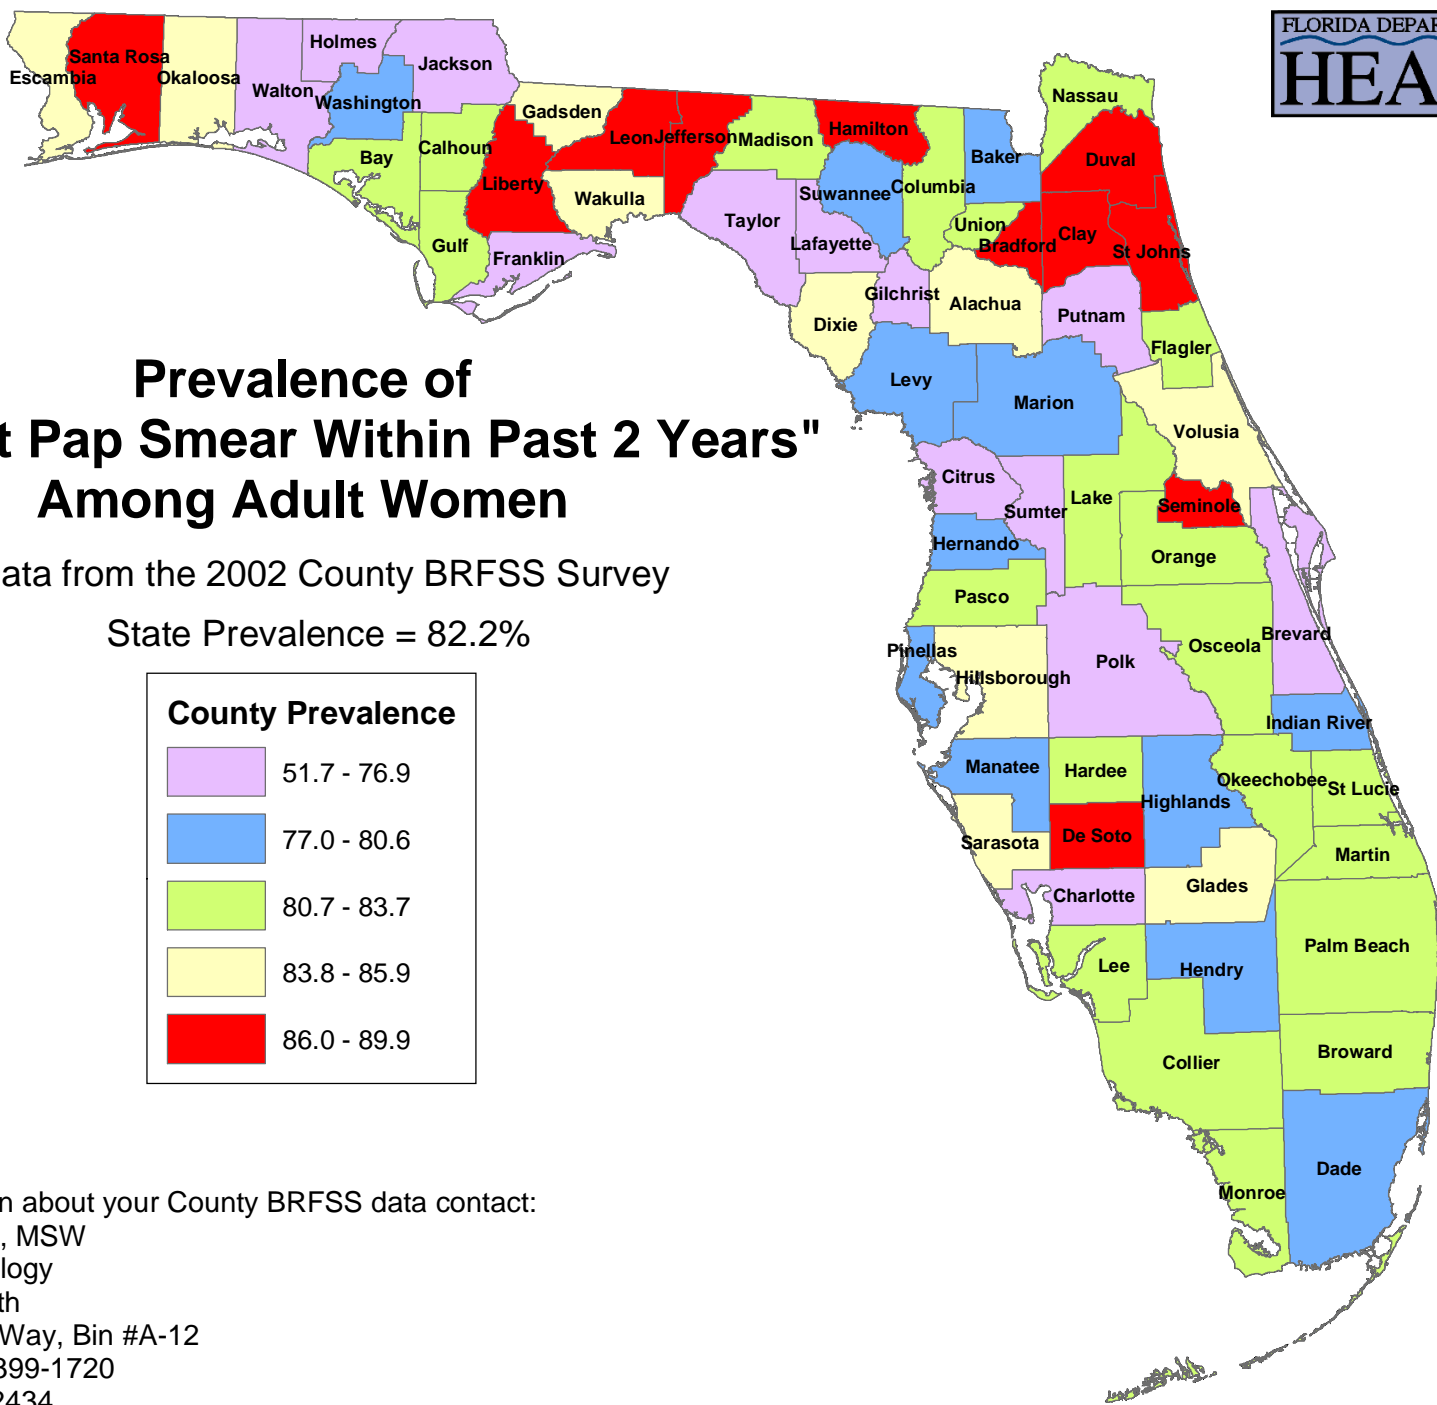 FLORIDA DEPAR
HEA
Escambia
Santa Rosa
Okaloosa
Walton
Holmes
Jackson
Washington
Bay
Calhoun
Gulf
Gadsden
Liberty
Franklin
Leon
Jefferson
Wakulla
Madison
Taylor
Hamilton
Suwannee
Lafayette
Columbia
Baker
Nassau
Duval
Union
Bradford
Clay
St Johns
Gilchrist
Dixie
Alachua
Putnam
Flagler
Levy
Marion
Volusia
Citrus
Sumter
Lake
Seminole
Hernando
Orange
Pasco
Pinellas
Hillsborough
Polk
Osceola
Brevard
Indian River
Manatee
Hardee
Highlands
Okeechobee
St Lucie
Sarasota
De Soto
Martin
Charlotte
Glades
Lee
Hendry
Palm Beach
Collier
Broward
Monroe
Dade
Prevalence of
t Pap Smear Within Past 2 Years"
Among Adult Women
ata from the 2002 County BRFSS Survey
State Prevalence = 82.2%
County Prevalence
51.7 - 76.9
77.0 - 80.6
80.7 - 83.7
83.8 - 85.9
86.0 - 89.9
n about your County BRFSS data contact:
, MSW
logy
th
Way, Bin #A-12
399-1720
2434